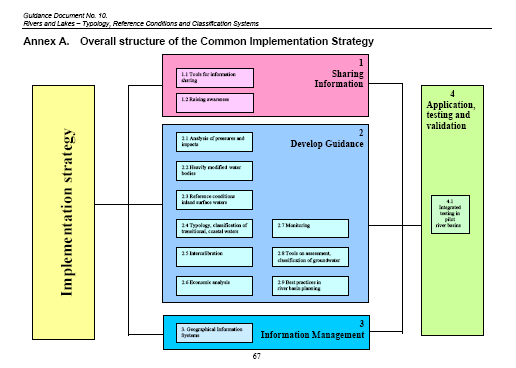 Guidance Document No. 10.
Rivers and Lakes – Typology, Reference Conditions and Classification Systems
Annex A. Overall structure of the Common Implementation Strategy
Implementation strategy
1
Sharing
Information
1.1 Tools for information
sharing
1.2 Raising awareness
2
Develop Guidance
2.1 Analysis of pressures and
impacts
2.2 Heavily modified water
bodies
2.3 Reference conditions
inland surface waters
2.4 Typology, classification of
transitional, coastal waters
2.5 Intercalibration
2.6 Economic analysis
2.7 Monitoring
2.8 Tools on assessment,
classification of groundwater
2.9 Best practices in
river basin planning
3
Information Management
3. Geographical Information
Systems
4
Application,
testing and
validation
4.1
Integrated
testing in
pilot
river basins
67